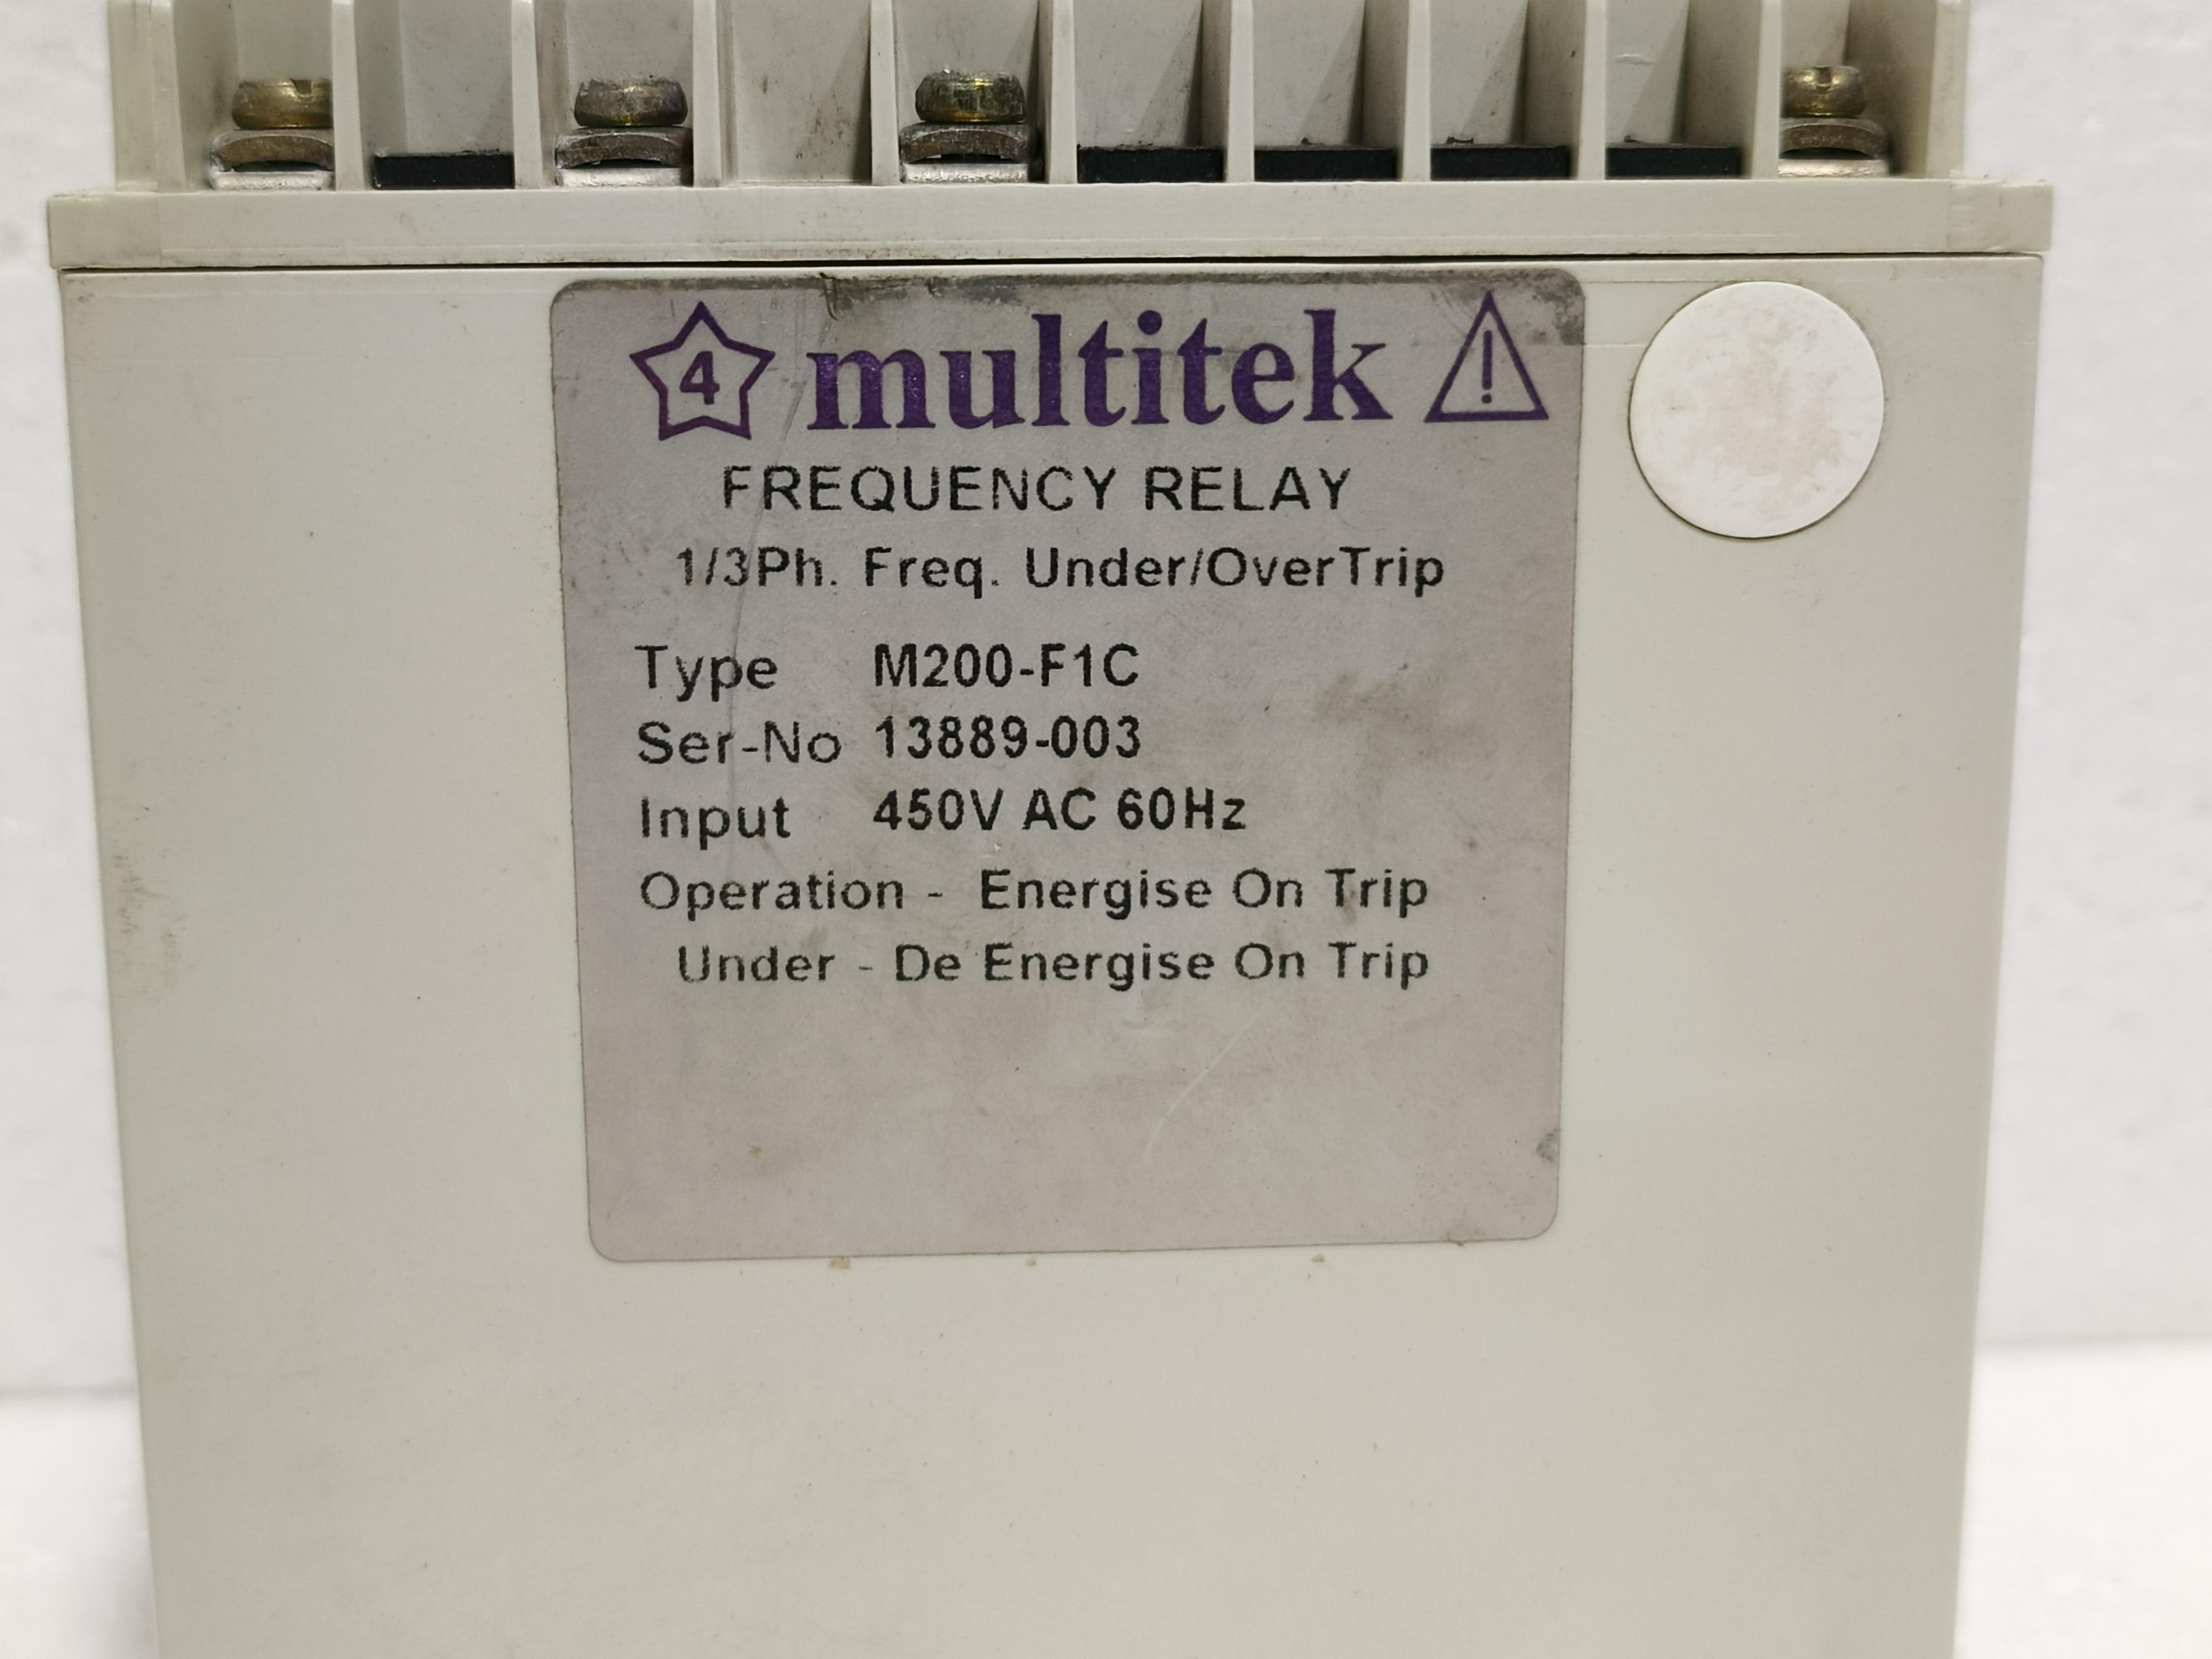 4 multitek !
FREQUENCY RELAY
1/3Ph. Freq. Under/OverTrip
Type M200-F1C
Ser-No 13889-003
Input 450V AC 60Hz
Operation - Energise On Trip
Under - De Energise On Trip